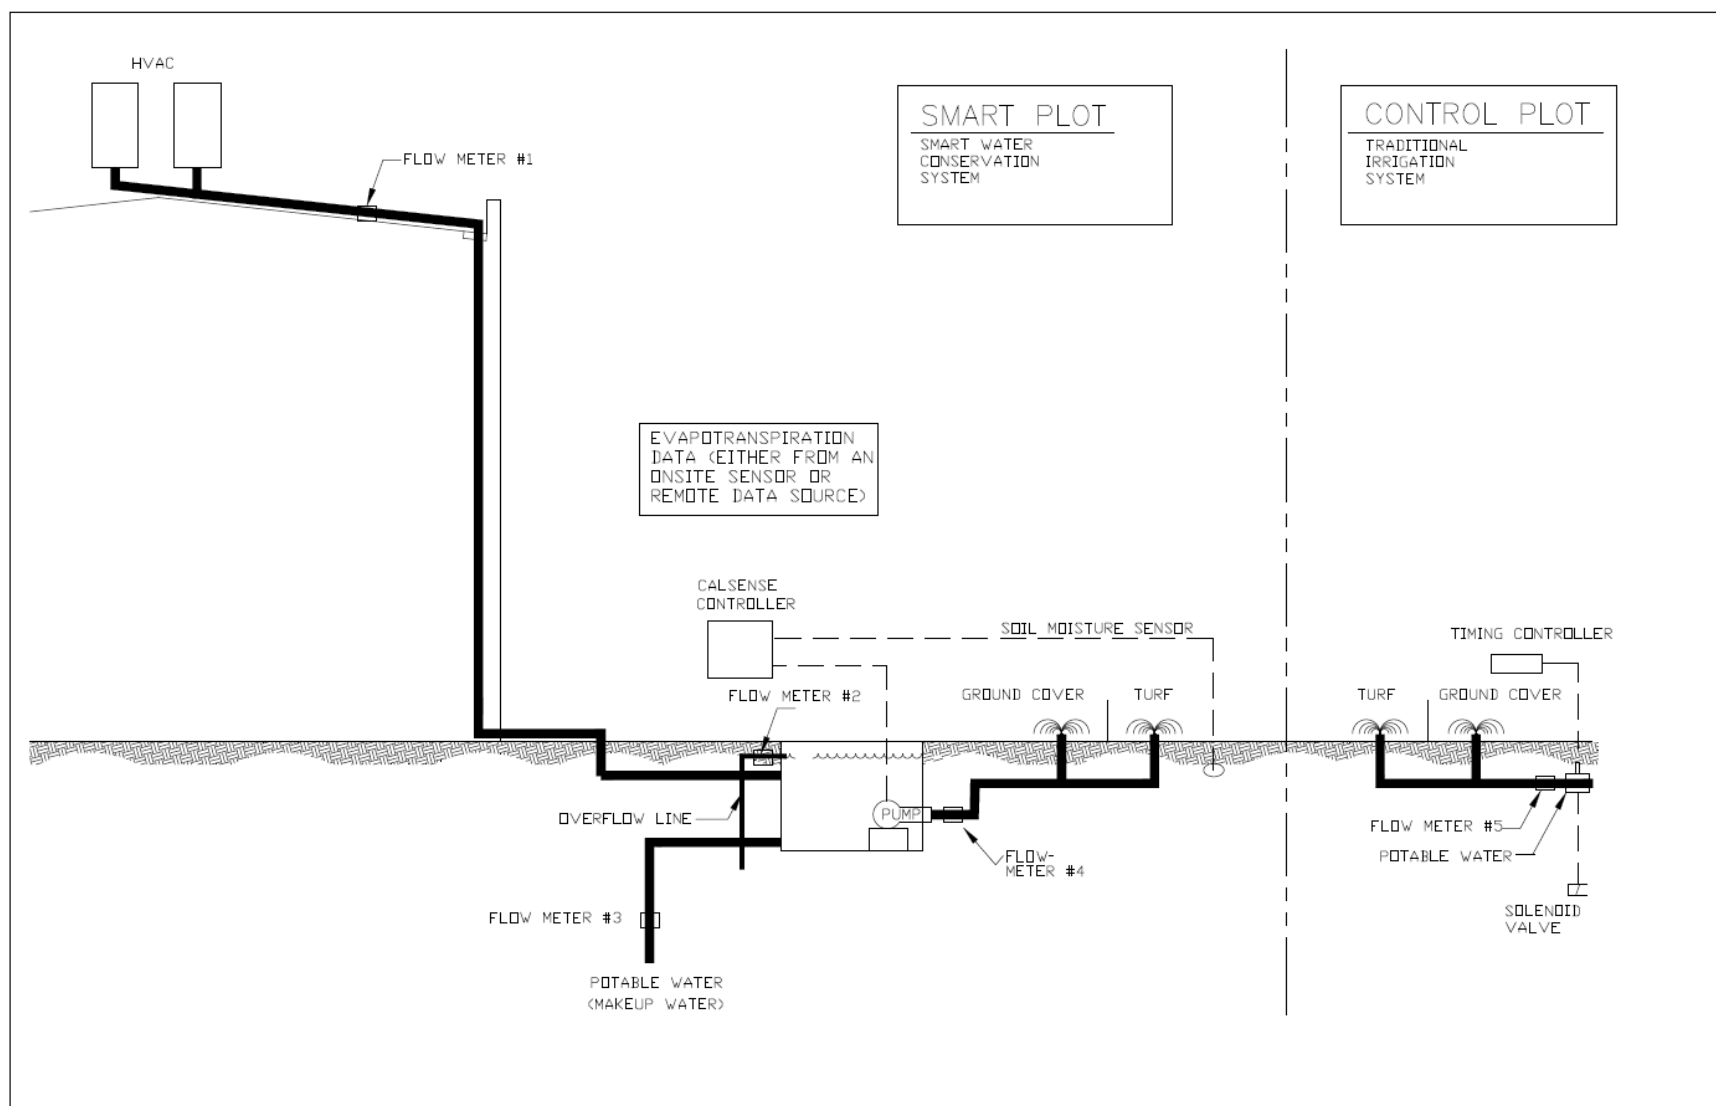 HVAC
FLOW METER #1
SMART PLOT
SMART WATER
CONSERVATION
SYSTEM
CONTROL PLOT
TRADITIONAL
IRRIGATION
SYSTEM
EVAPOTRANSPIRATION
DATA (EITHER FROM AN
ONSITE SENSOR OR
REMOTE DATA SOURCE)
CALSENSE
CONTROLLER
SOIL MOISTURE SENSOR
TIMING CONTROLLER
FLOW METER #2
GROUND COVER
TURF
TURF
GROUND COVER
OVERFLOW LINE
PUMP
FLOW-
METER #4
FLOW METER #5
POTABLE WATER
FLOW METER #3
SOLENOID
VALVE
POTABLE WATER
(MAKEUP WATER)